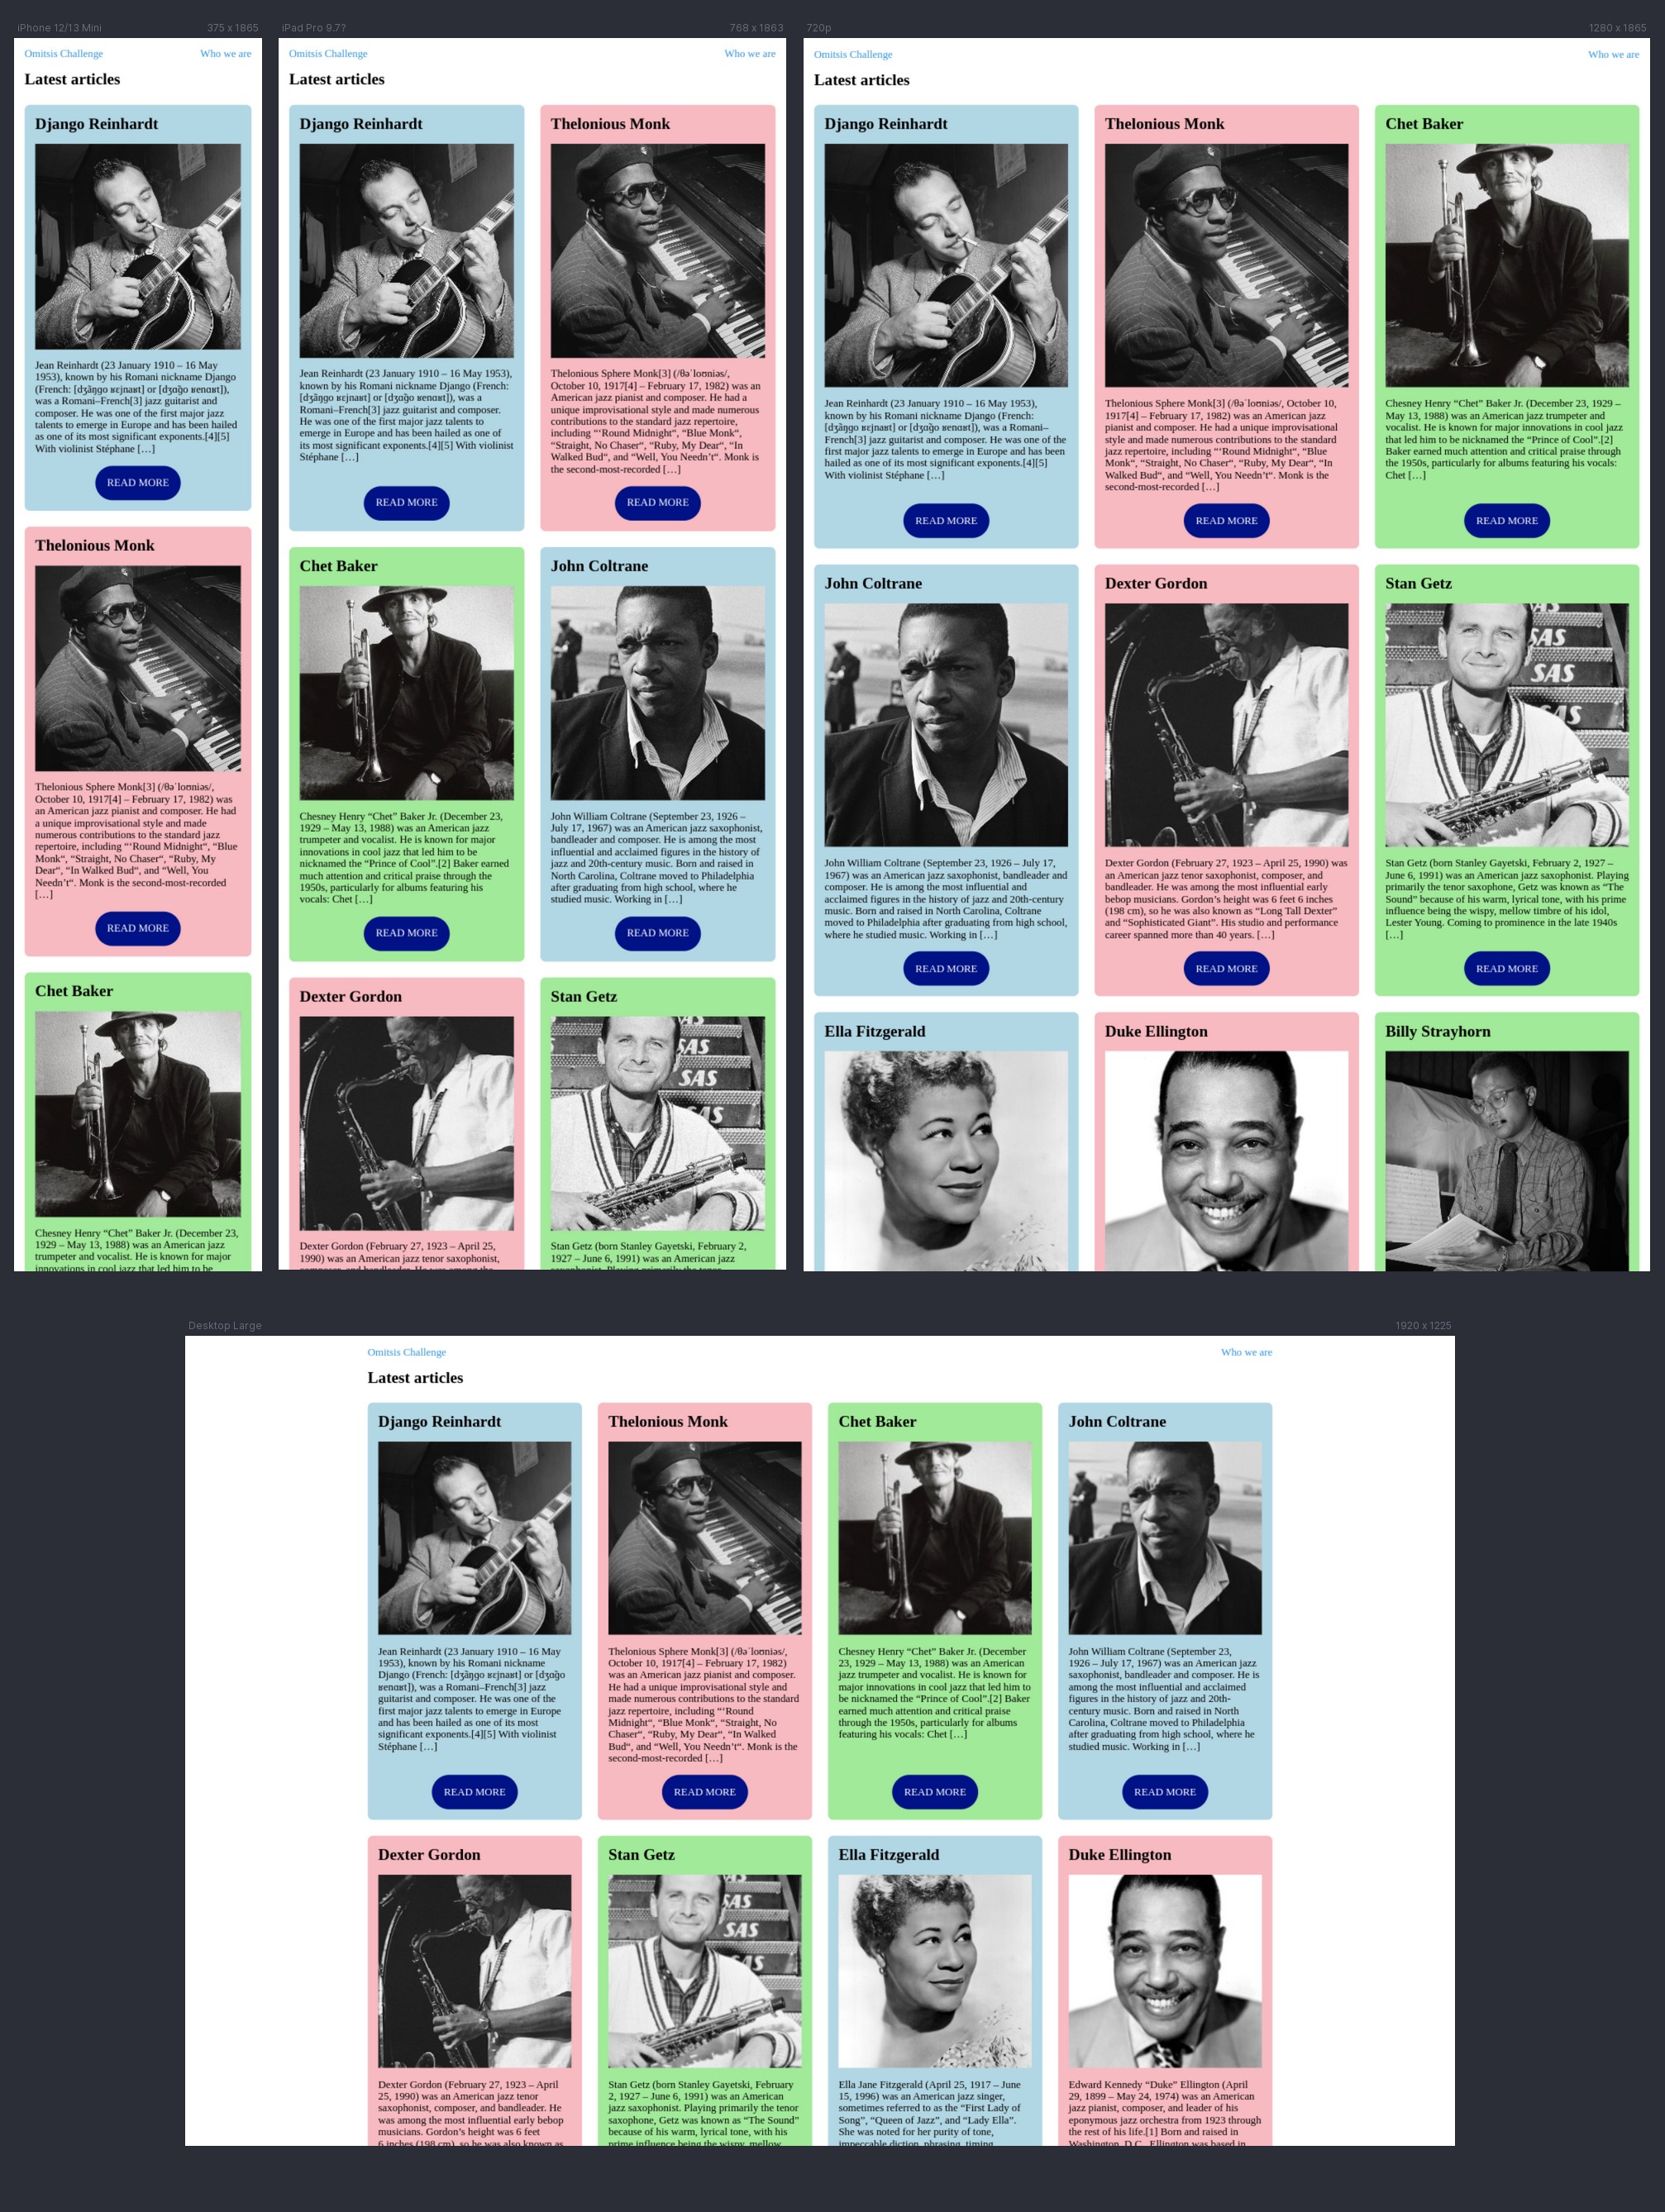 iPhone 12/13 Mini 375 x 1865
Omitsis Challenge Who we are
Latest articles
Django Reinhardt
Jean Reinhardt (23 January 1910 – 16 May
1953), known by his Romani nickname Django
(French: [dʒãŋɡo ʁɛjnaʁt] or [dʒɑ̃ɡo ʁenɑʁt]),
was a Romani–French[3] jazz guitarist and
composer. He was one of the first major jazz
talents to emerge in Europe and has been hailed
as one of its most significant exponents.[4][5]
With violinist Stéphane […]
READ MORE
Thelonious Monk
Thelonious Sphere Monk[3] (/θəˈloʊniəs/,
October 10, 1917[4] – February 17, 1982) was
an American jazz pianist and composer. He had
a unique improvisational style and made
numerous contributions to the standard jazz
repertoire, including “‘Round Midnight“, “Blue
Monk“, “Straight, No Chaser“, “Ruby, My
Dear“, “In Walked Bud“, and “Well, You
Needn’t“. Monk is the second-most-recorded
[…]
READ MORE
Chet Baker
Chesney Henry “Chet” Baker Jr. (December 23,
1929 – May 13, 1988) was an American jazz
trumpeter and vocalist. He is known for major
innovations in cool jazz that led him to be
iPad Pro 9.7? 768 x 1863
Omitsis Challenge Who we are
Latest articles
Django Reinhardt
Jean Reinhardt (23 January 1910 – 16 May 1953),
known by his Romani nickname Django (French:
[dʒãŋɡo ʁɛjnaʁt] or [dʒɑ̃ɡo ʁenɑʁt]), was a
Romani–French[3] jazz guitarist and composer.
He was one of the first major jazz talents to
emerge in Europe and has been hailed as one of
its most significant exponents.[4][5] With violinist
Stéphane […]
READ MORE
Thelonious Monk
Thelonious Sphere Monk[3] (/θəˈloʊniəs/,
October 10, 1917[4] – February 17, 1982) was an
American jazz pianist and composer. He had a
unique improvisational style and made numerous
contributions to the standard jazz repertoire,
including “‘Round Midnight“, “Blue Monk“,
“Straight, No Chaser“, “Ruby, My Dear“, “In
Walked Bud“, and “Well, You Needn’t“. Monk is
the second-most-recorded […]
READ MORE
Chet Baker
Chesney Henry “Chet” Baker Jr. (December 23,
1929 – May 13, 1988) was an American jazz
trumpeter and vocalist. He is known for major
innovations in cool jazz that led him to be
nicknamed the “Prince of Cool”.[2] Baker earned
much attention and critical praise through the
1950s, particularly for albums featuring his
vocals: Chet […]
READ MORE
John Coltrane
John William Coltrane (September 23, 1926 –
July 17, 1967) was an American jazz saxophonist,
bandleader and composer. He is among the most
influential and acclaimed figures in the history of
jazz and 20th-century music. Born and raised in
North Carolina, Coltrane moved to Philadelphia
after graduating from high school, where he
studied music. Working in […]
READ MORE
Dexter Gordon
Dexter Gordon (February 27, 1923 – April 25,
1990) was an American jazz tenor saxophonist,
composer, and bandleader. He was among the
Stan Getz
SAS
SAS
SAS
Stan Getz (born Stanley Gayetski, February 2,
1927 – June 6, 1991) was an American jazz
saxophonist. Playing primarily the tenor
720p 1280 x 1865
Omitsis Challenge Who we are
Latest articles
Django Reinhardt
Jean Reinhardt (23 January 1910 – 16 May 1953),
known by his Romani nickname Django (French:
[dʒãŋɡo ʁɛjnaʁt] or [dʒɑ̃ɡo ʁenɑʁt]), was a Romani–
French[3] jazz guitarist and composer. He was one of the
first major jazz talents to emerge in Europe and has been
hailed as one of its most significant exponents.[4][5]
With violinist Stéphane […]
READ MORE
Thelonious Monk
Thelonious Sphere Monk[3] (/θəˈloʊniəs/, October 10,
1917[4] – February 17, 1982) was an American jazz
pianist and composer. He had a unique improvisational
style and made numerous contributions to the standard
jazz repertoire, including “‘Round Midnight“, “Blue
Monk“, “Straight, No Chaser“, “Ruby, My Dear“, “In
Walked Bud“, and “Well, You Needn’t“. Monk is the
second-most-recorded […]
READ MORE
Chet Baker
Chesney Henry “Chet” Baker Jr. (December 23, 1929 –
May 13, 1988) was an American jazz trumpeter and
vocalist. He is known for major innovations in cool jazz
that led him to be nicknamed the “Prince of Cool”.[2]
Baker earned much attention and critical praise through
the 1950s, particularly for albums featuring his vocals:
Chet […]
READ MORE
John Coltrane
John William Coltrane (September 23, 1926 – July 17,
1967) was an American jazz saxophonist, bandleader and
composer. He is among the most influential and
acclaimed figures in the history of jazz and 20th-century
music. Born and raised in North Carolina, Coltrane
moved to Philadelphia after graduating from high school,
where he studied music. Working in […]
READ MORE
Dexter Gordon
Dexter Gordon (February 27, 1923 – April 25, 1990) was
an American jazz tenor saxophonist, composer, and
bandleader. He was among the most influential early
bebop musicians. Gordon’s height was 6 feet 6 inches
(198 cm), so he was also known as “Long Tall Dexter”
and “Sophisticated Giant”. His studio and performance
career spanned more than 40 years. […]
READ MORE
Stan Getz
SAS
SAS
SAS
Stan Getz (born Stanley Gayetski, February 2, 1927 –
June 6, 1991) was an American jazz saxophonist. Playing
primarily the tenor saxophone, Getz was known as “The
Sound” because of his warm, lyrical tone, with his prime
influence being the wispy, mellow timbre of his idol,
Lester Young. Coming to prominence in the late 1940s
[…]
READ MORE
Ella Fitzgerald
Duke Ellington
Billy Strayhorn
Desktop Large 1920 x 1225
Omitsis Challenge Who we are
Latest articles
Django Reinhardt
Jean Reinhardt (23 January 1910 – 16 May
1953), known by his Romani nickname
Django (French: [dʒãŋɡo ʁɛjnaʁt] or [dʒɑ̃ɡo
ʁenɑʁt]), was a Romani–French[3] jazz
guitarist and composer. He was one of the
first major jazz talents to emerge in Europe
and has been hailed as one of its most
significant exponents.[4][5] With violinist
Stéphane […]
READ MORE
Thelonious Monk
Thelonious Sphere Monk[3] (/θəˈloʊniəs/,
October 10, 1917[4] – February 17, 1982)
was an American jazz pianist and composer.
He had a unique improvisational style and
made numerous contributions to the standard
jazz repertoire, including “‘Round
Midnight“, “Blue Monk“, “Straight, No
Chaser“, “Ruby, My Dear“, “In Walked
Bud“, and “Well, You Needn’t“. Monk is the
second-most-recorded […]
READ MORE
Chet Baker
Chesney Henry “Chet” Baker Jr. (December
23, 1929 – May 13, 1988) was an American
jazz trumpeter and vocalist. He is known for
major innovations in cool jazz that led him to
be nicknamed the “Prince of Cool”.[2] Baker
earned much attention and critical praise
through the 1950s, particularly for albums
featuring his vocals: Chet […]
READ MORE
John Coltrane
John William Coltrane (September 23,
1926 – July 17, 1967) was an American jazz
saxophonist, bandleader and composer. He is
among the most influential and acclaimed
figures in the history of jazz and 20th-
century music. Born and raised in North
Carolina, Coltrane moved to Philadelphia
after graduating from high school, where he
studied music. Working in […]
READ MORE
Dexter Gordon
Dexter Gordon (February 27, 1923 – April
25, 1990) was an American jazz tenor
saxophonist, composer, and bandleader. He
was among the most influential early bebop
musicians. Gordon’s height was 6 feet
6 inches (198 cm), so he was also known as
Stan Getz
SAS
SAS
Stan Getz (born Stanley Gayetski, February
2, 1927 – June 6, 1991) was an American
jazz saxophonist. Playing primarily the tenor
saxophone, Getz was known as “The Sound”
because of his warm, lyrical tone, with his
prime influence being the wispy, mellow
Ella Fitzgerald
Ella Jane Fitzgerald (April 25, 1917 – June
15, 1996) was an American jazz singer,
sometimes referred to as the “First Lady of
Song”, “Queen of Jazz”, and “Lady Ella”.
She was noted for her purity of tone,
impeccable diction, phrasing, timing,
Duke Ellington
Edward Kennedy “Duke” Ellington (April
29, 1899 – May 24, 1974) was an American
jazz pianist, composer, and leader of his
eponymous jazz orchestra from 1923 through
the rest of his life.[1] Born and raised in
Washington, D.C., Ellington was based in